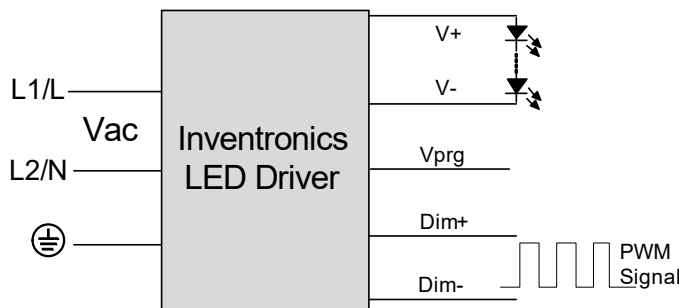 L1/L
Vac
L2/N
Inventronics
LED Driver
V+
V-
Vprg
Dim+
Dim-
PWM
Signal